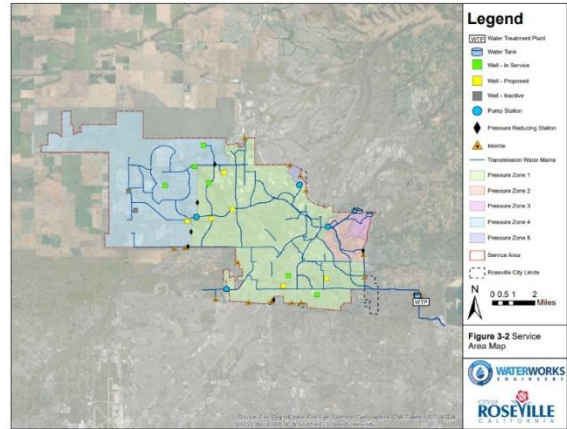 Legend
WTP Water Treatment Plant
Water Tank
Well - In Service
Well - Proposed
Well - Inactive
Pump Station
Pressure Reducing Station
Intertie
Transmission Water Mains
Pressure Zone 1
Pressure Zone 2
Pressure Zone 3
Pressure Zone 4
Pressure Zone 5
Service Area
Roseville City Limits
N
0 0.5 1 2
Miles
Figure 3-2 Service
Area Map
WATERWORKS
ENGINEERS
CITY OF
ROSEVILLE
CALIFORNIA
WTP